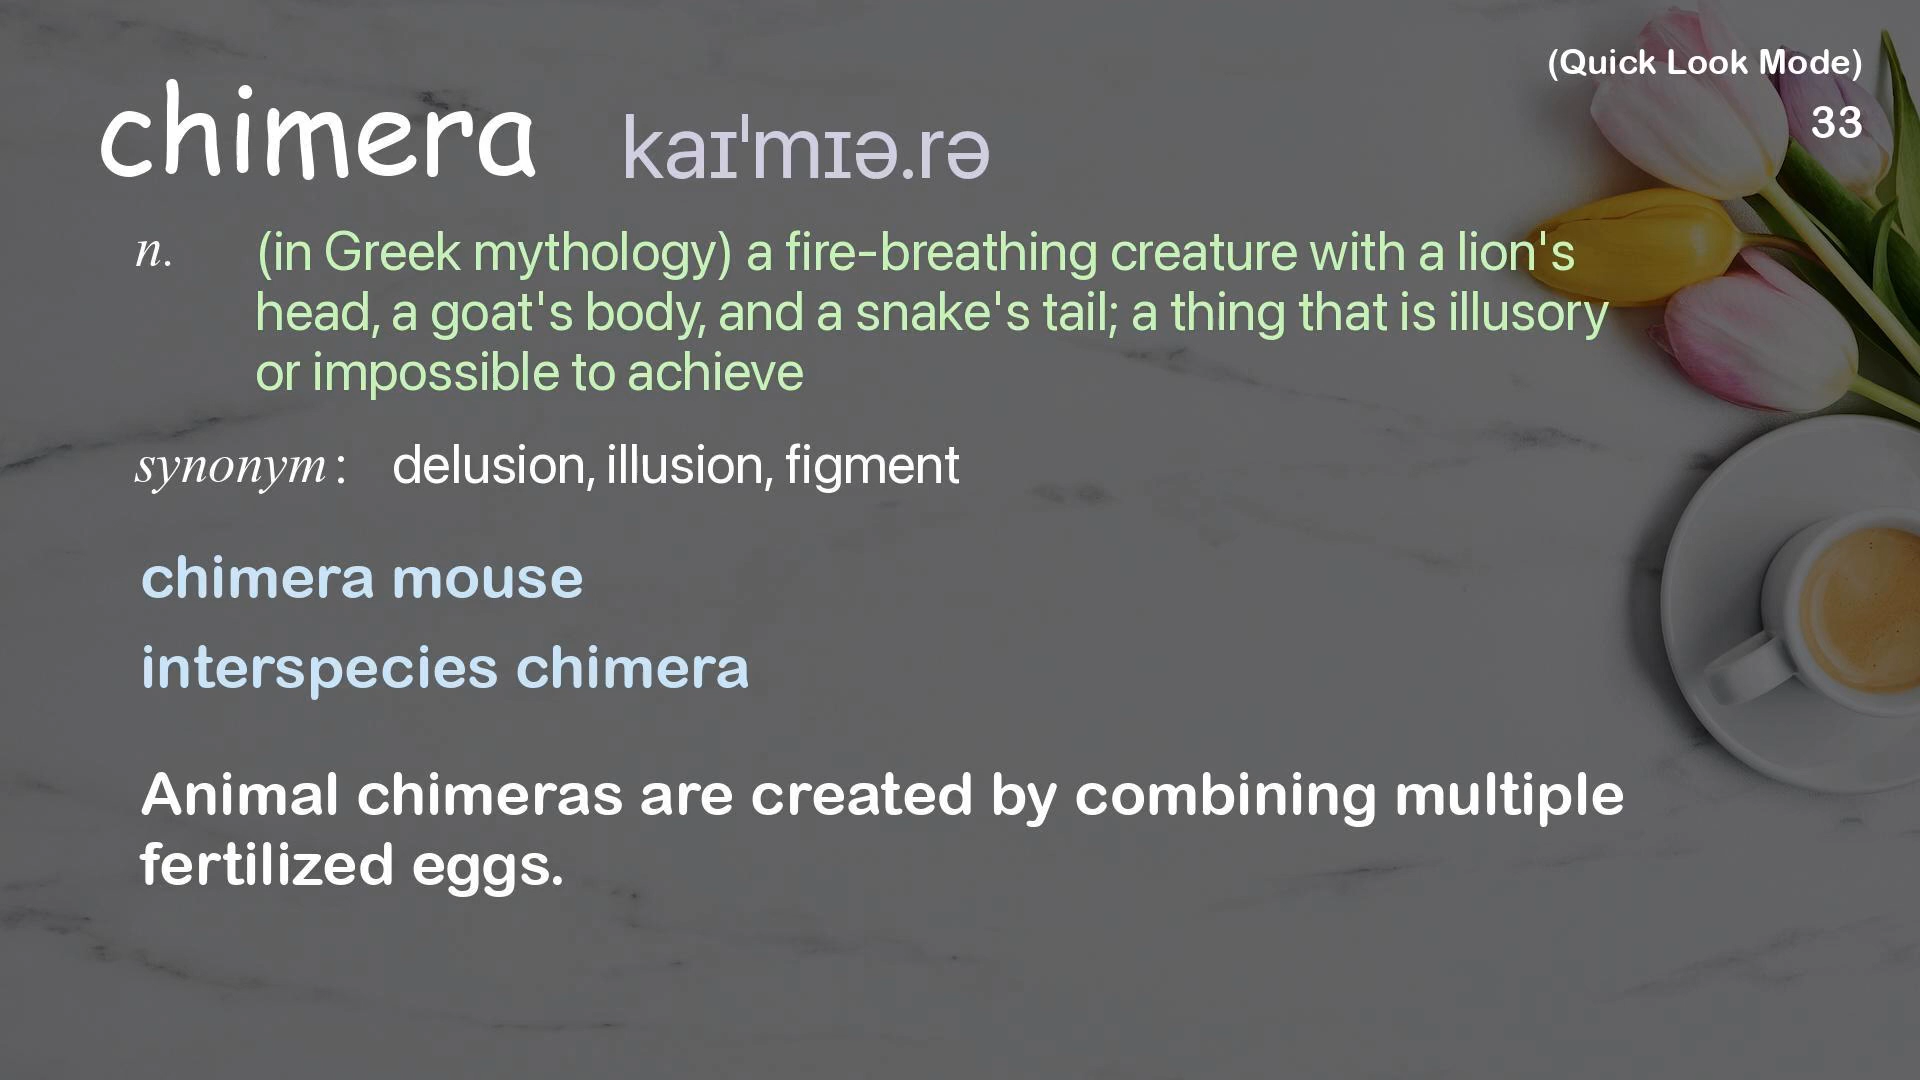 (Quick Look Mode)
33
chimera kaɪˈmɪə.rə
n. (in Greek mythology) a fire-breathing creature with a lion's
head, a goat's body, and a snake's tail; a thing that is illusory
or impossible to achieve
synonym: delusion, illusion, figment
chimera mouse
interspecies chimera
Animal chimeras are created by combining multiple
fertilized eggs.